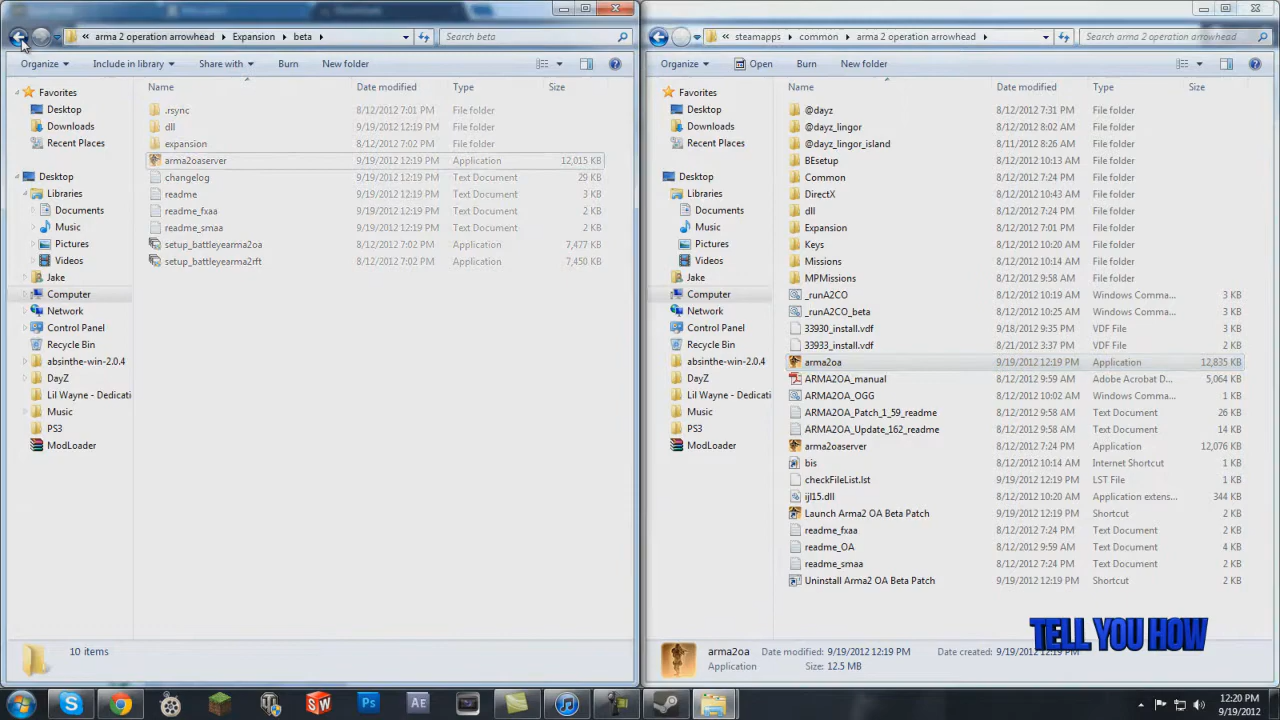 « arma 2 operation arrowhead Expansion beta Search beta
Organize Include in library Share with Burn New folder
Name Date modified Type Size
Favorites
Desktop
Downloads
Recent Places
Desktop
Libraries
Documents
Music
Pictures
Videos
Jake
Computer
Network
Control Panel
Recycle Bin
absinthe-win-2.0.4
DayZ
Lil Wayne - Dedicati
Music
PS3
ModLoader
.rsync 8/12/2012 7:01 PM File folder
dll 9/19/2012 12:19 PM File folder
expansion 8/12/2012 7:02 PM File folder
arma2oaserver 9/19/2012 12:19 PM Application 12,015 KB
changelog 9/19/2012 12:19 PM Text Document 29 KB
readme 9/19/2012 12:19 PM Text Document 3 KB
readme_fxaa 9/19/2012 12:19 PM Text Document 2 KB
readme_smaa 9/19/2012 12:19 PM Text Document 2 KB
setup_battleyearma2oa 8/12/2012 7:02 PM Application 7,477 KB
setup_battleyearma2rft 8/12/2012 7:02 PM Application 7,450 KB
10 items
« steamapps common arma 2 operation arrowhead Search arma 2 operation arrowhead
Organize Open Burn New folder
Name Date modified Type Size
Favorites
Desktop
Downloads
Recent Places
Desktop
Libraries
Documents
Music
Pictures
Videos
Jake
Computer
Network
Control Panel
Recycle Bin
absinthe-win-2.0.4
DayZ
Lil Wayne - Dedicati
Music
PS3
ModLoader
@dayz 8/12/2012 7:31 PM File folder
@dayz_lingor 8/12/2012 8:02 AM File folder
@dayz_lingor_island 8/11/2012 8:26 AM File folder
BEsetup 8/12/2012 10:13 AM File folder
Common 8/12/2012 7:24 PM File folder
DirectX 8/12/2012 10:43 AM File folder
dll 8/12/2012 7:24 PM File folder
Expansion 8/12/2012 7:01 PM File folder
Keys 8/12/2012 10:20 AM File folder
Missions 8/12/2012 7:24 PM File folder
MPMissions 8/12/2012 9:58 AM File folder
_runA2CO 8/12/2012 10:19 AM Windows Comma... 3 KB
_runA2CO_beta 8/12/2012 10:25 AM Windows Comma... 3 KB
33930_install.vdf 9/18/2012 9:35 PM VDF File 3 KB
33933_install.vdf 8/21/2012 3:37 PM VDF File 2 KB
arma2oa 9/19/2012 12:19 PM Application 12,835 KB
ARMA2OA_manual 8/12/2012 9:59 AM Adobe Acrobat D... 5,064 KB
ARMA2OA_OGG 8/12/2012 10:02 AM Windows Comma... 1 KB
ARMA2OA_Patch_1_59_readme 8/12/2012 9:58 AM Text Document 26 KB
ARMA2OA_Update_162_readme 8/12/2012 9:58 AM Text Document 4 KB
arma2oaserver 8/12/2012 7:24 PM Application 12,076 KB
bis 8/12/2012 10:14 AM Internet Shortcut 1 KB
checkFileList.lst 9/19/2012 12:19 PM LST File 1 KB
ijl15.dll 8/12/2012 10:20 AM Application extens... 344 KB
Launch Arma2 OA Beta Patch 9/19/2012 12:19 PM Shortcut 2 KB
readme_fxaa 8/12/2012 7:24 PM Text Document 2 KB
readme_OA 8/12/2012 9:59 AM Text Document 4 KB
readme_smaa 8/12/2012 7:24 PM Text Document 2 KB
Uninstall Arma2 OA Beta Patch 9/19/2012 12:19 PM Shortcut 2 KB
TELL YOU HOW
arma2oa Date modified: 9/19/2012 12:19 PM Date created: 9/19/2012 12:19 PM
Application Size: 12.5 MB
12:20 PM
9/19/2012